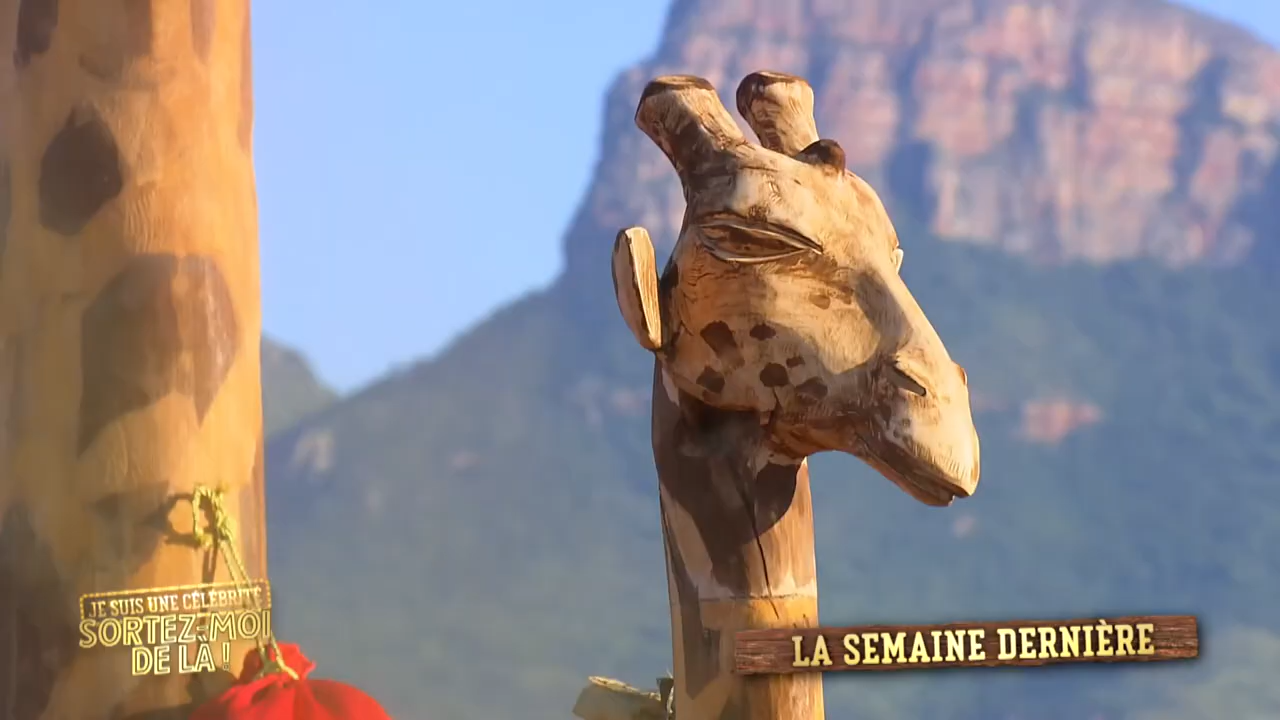 JE SUIS UNE CÉLÉBRITÉ
SORTEZ-MOI
DE LÀ !
LA SEMAINE DERNIÈRE